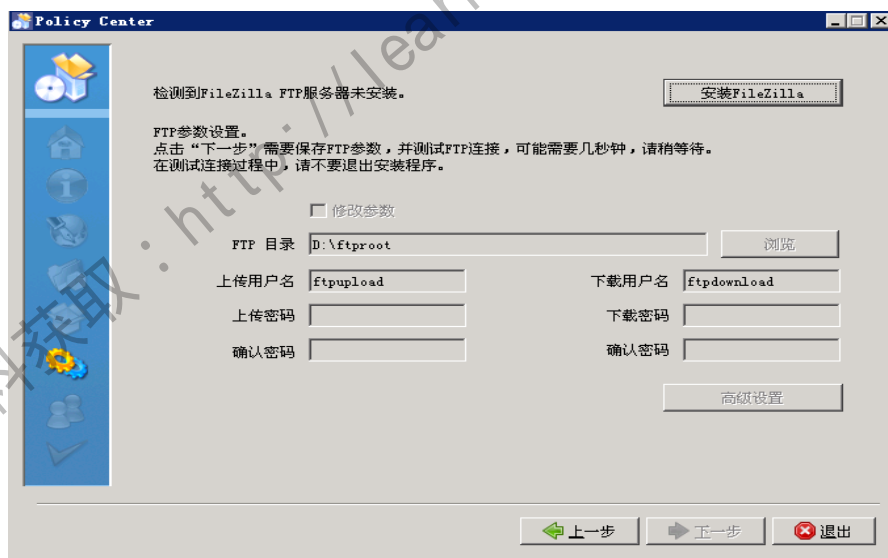 Policy Center
检测到FileZilla FTP服务器未安装。
安装FileZilla
FTP参数设置。
点击“下一步”需要保存FTP参数，并测试FTP连接，可能需要几秒钟，请稍等待。
在测试连接过程中，请不要退出安装程序。
修改参数
FTP 目录 D:\ftproot 浏览
上传用户名 ftpupload 下载用户名 ftpdownload
上传密码 下载密码
确认密码 确认密码
高级设置
上一步 下一步 退出
料获取：http://lear